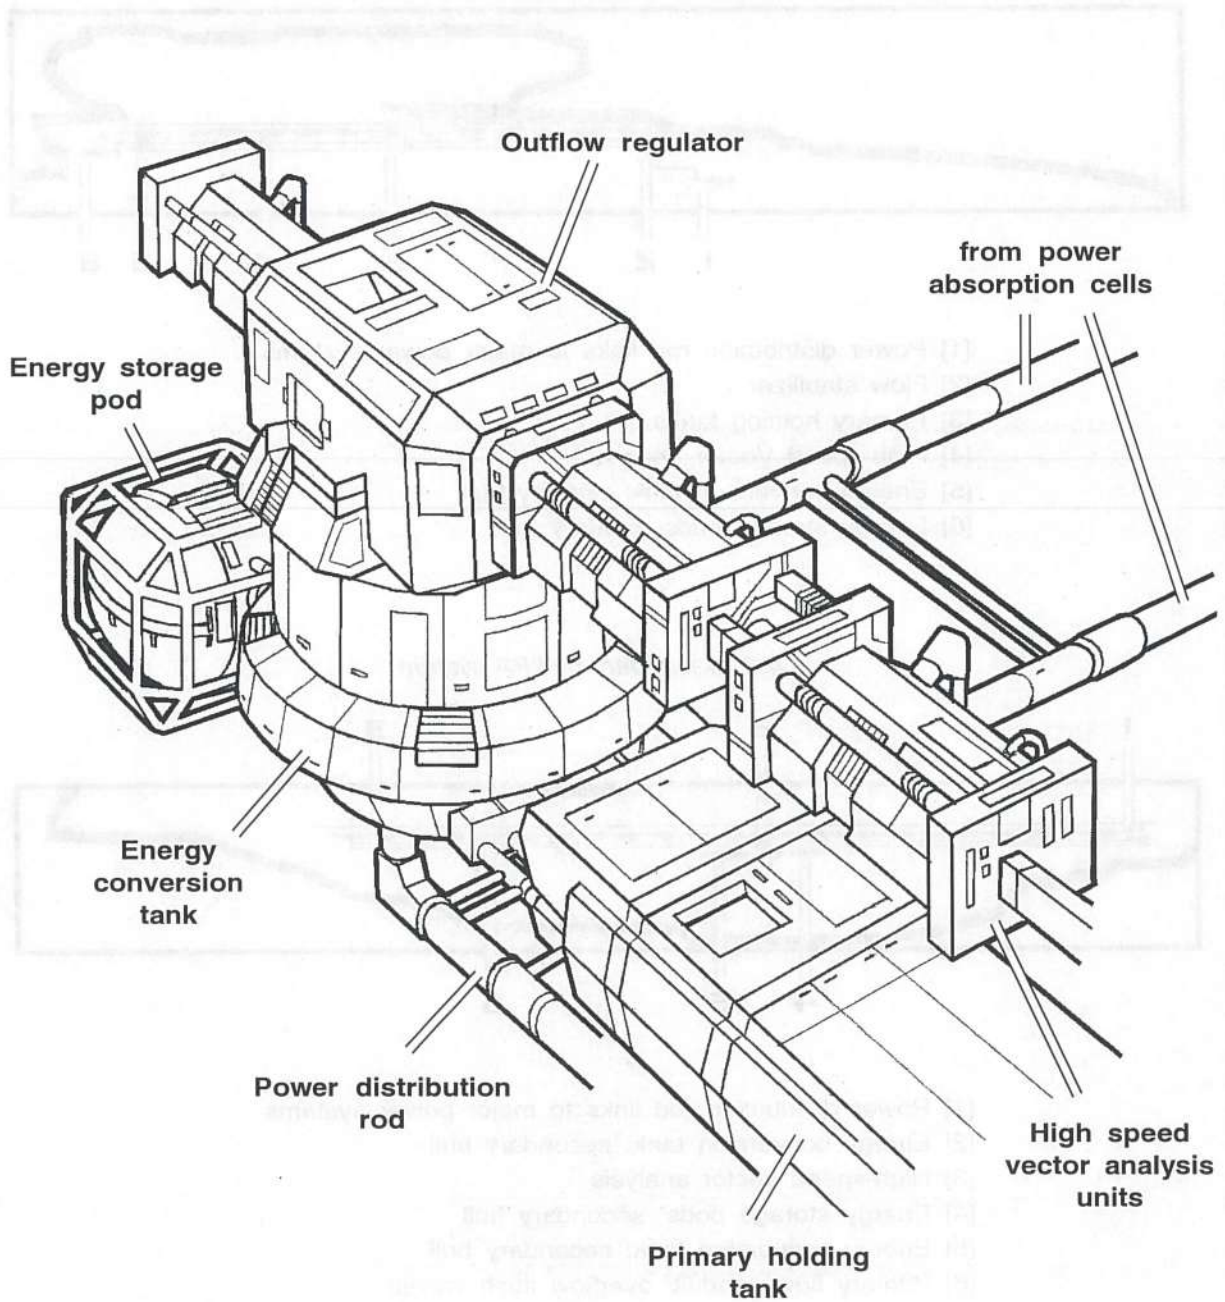 Outflow regulator
from power
absorption cells
Energy storage
pod
Energy
conversion
tank
Power distribution
rod
High speed
vector analysis
units
Primary holding
tank